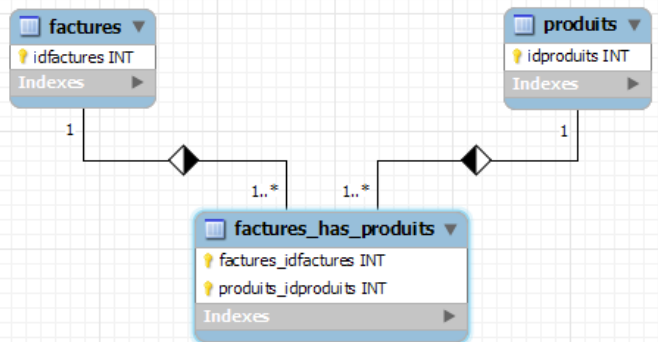 factures
idfactures INT
Indexes
produits
idproduits INT
Indexes
1
1
1..*
1..*
factures_has_produits
factures_idfactures INT
produits_idproduits INT
Indexes